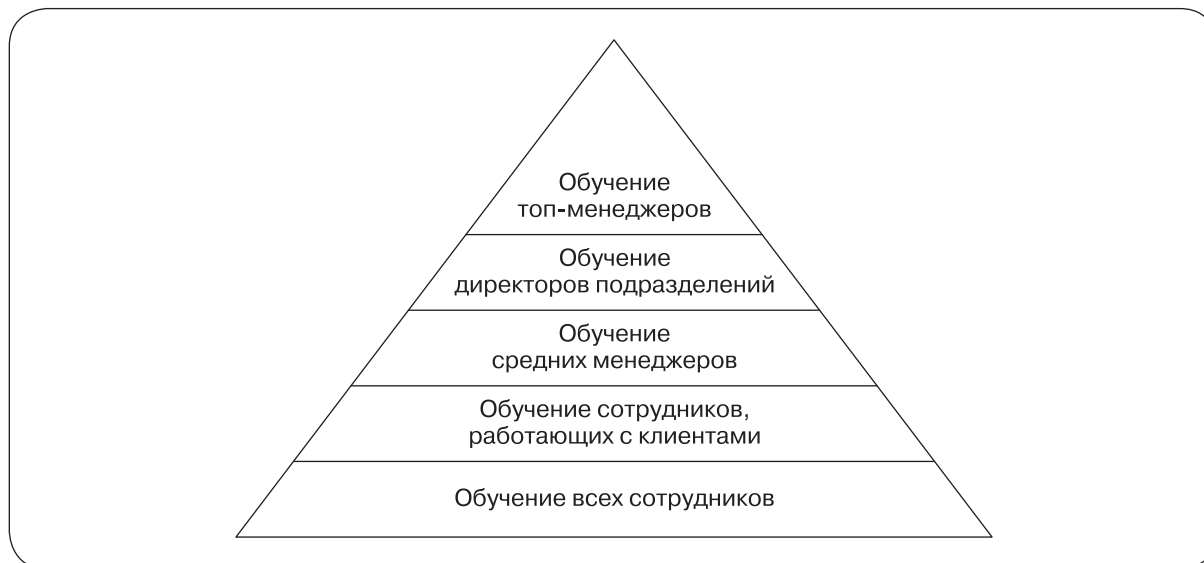 Обучение
топ-менеджеров
Обучение
директоров подразделений
Обучение
средних менеджеров
Обучение сотрудников,
работающих с клиентами
Обучение всех сотрудников